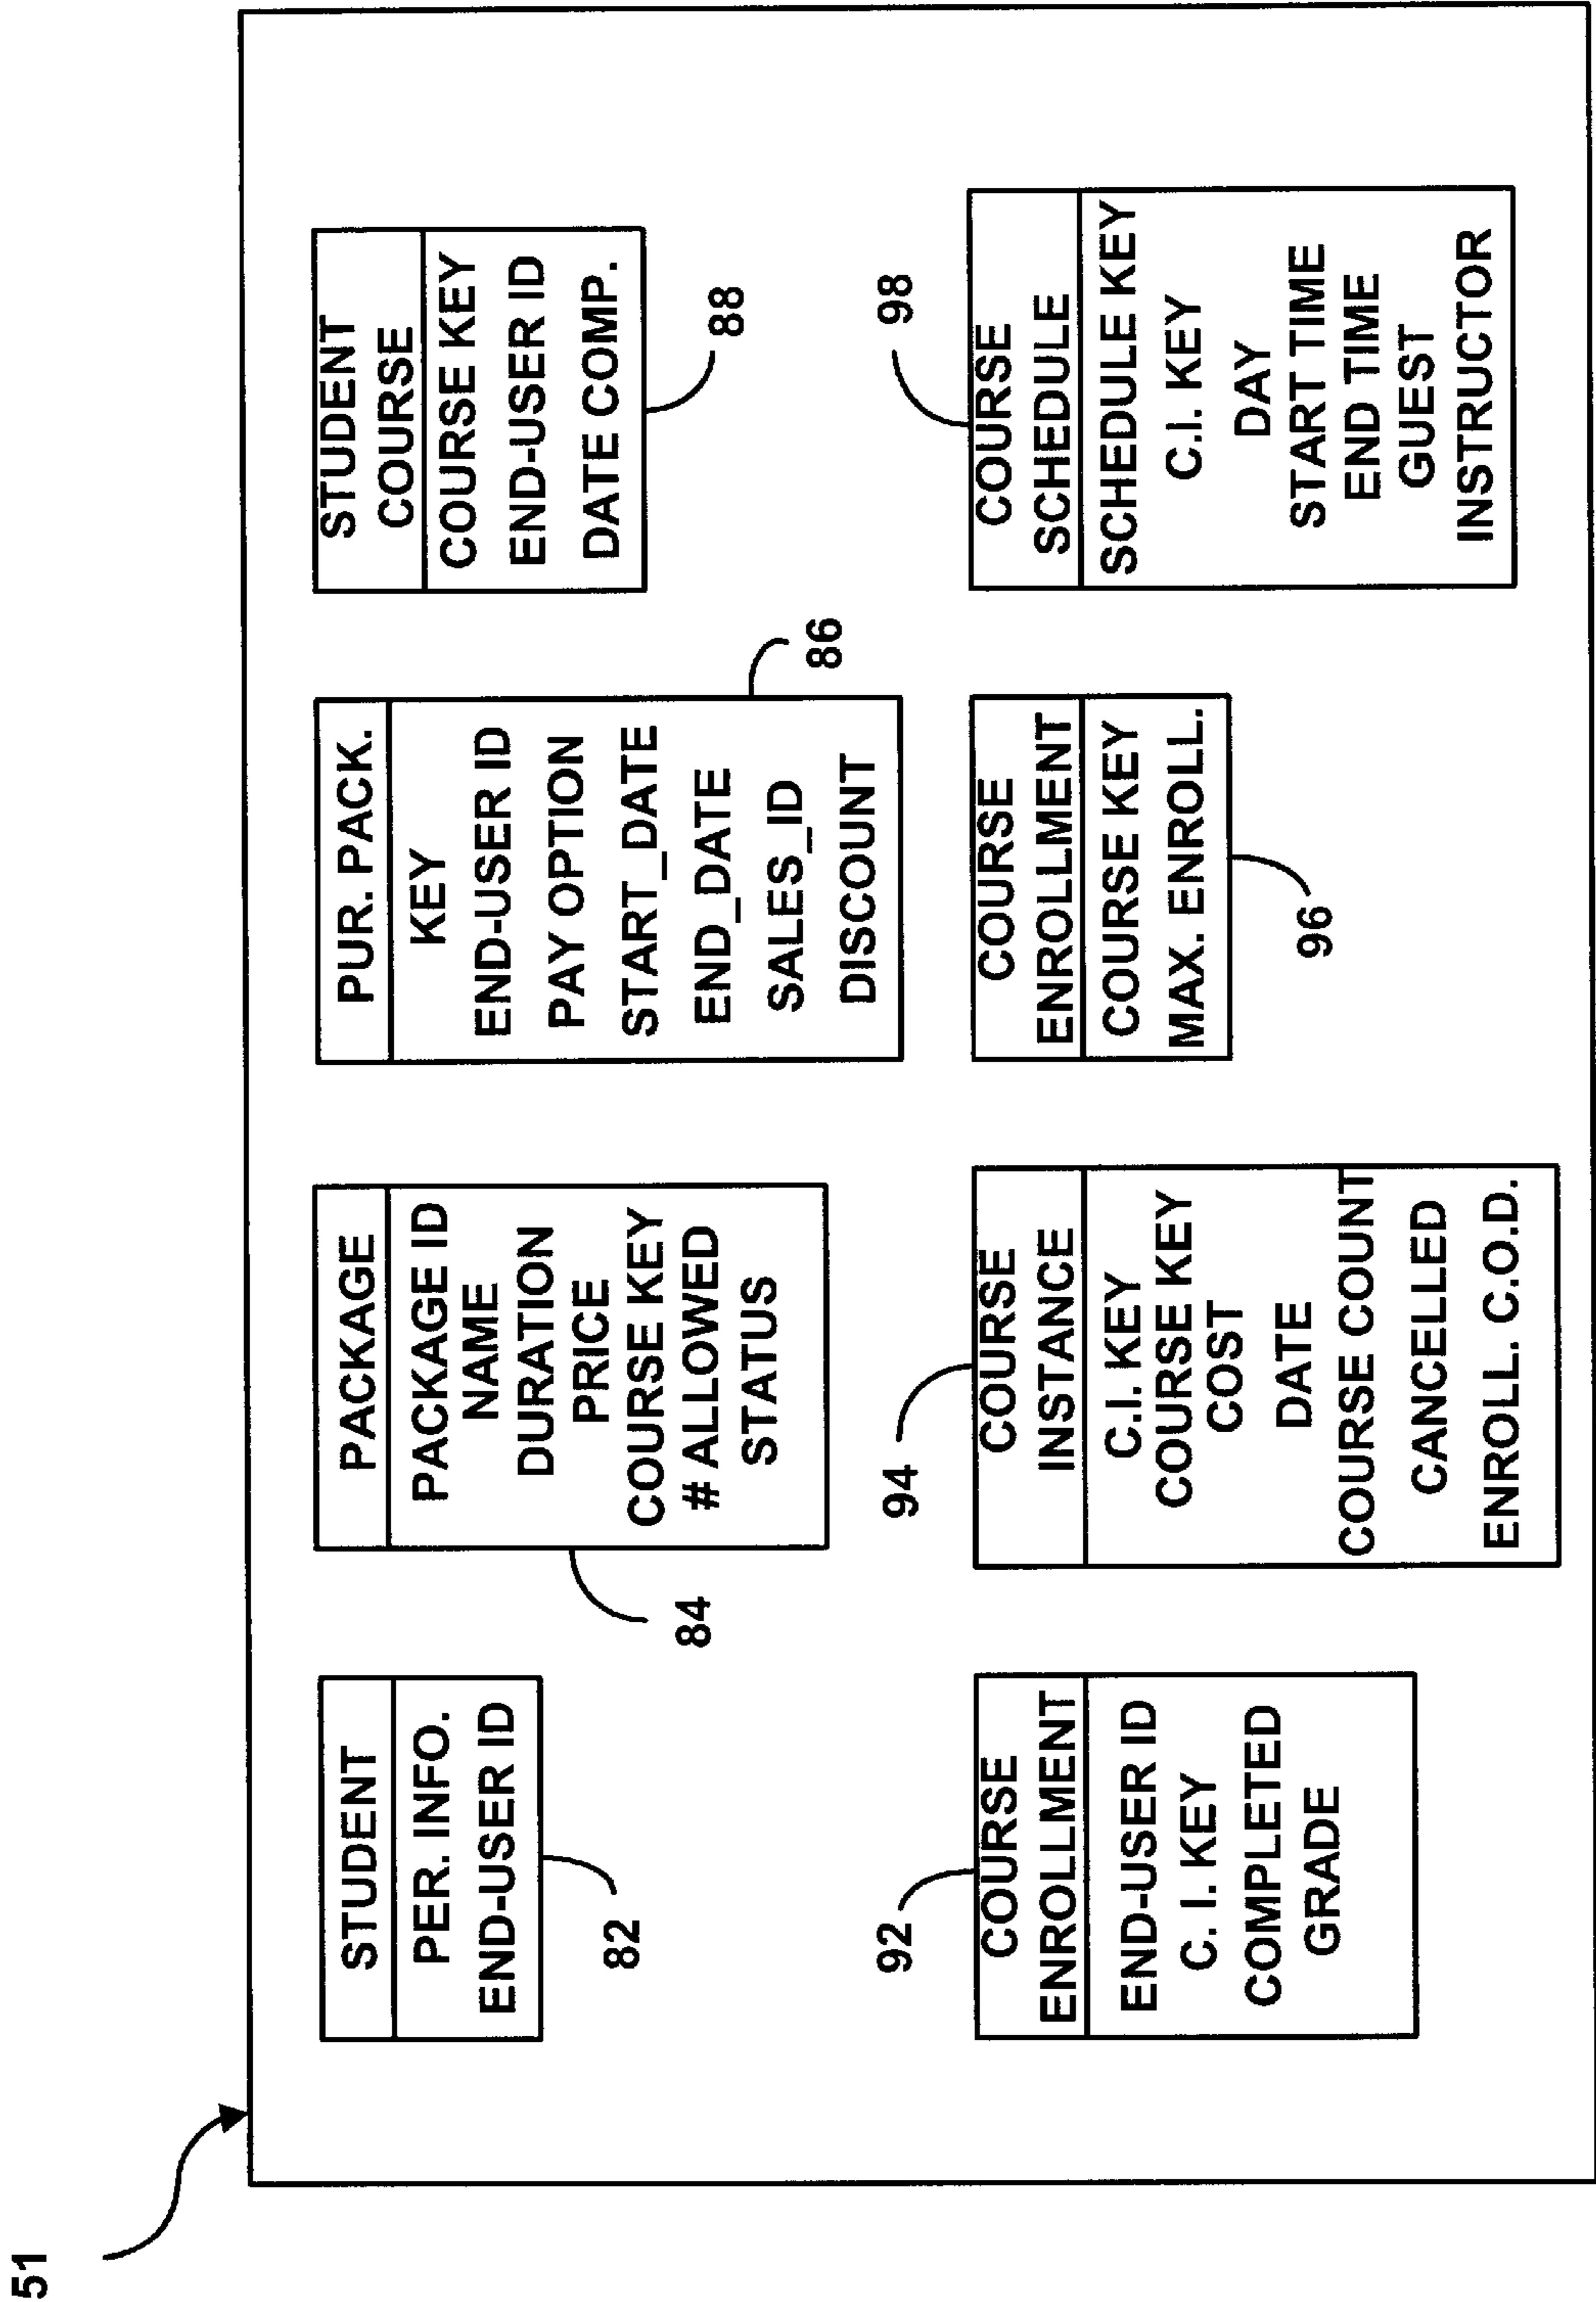 51
STUDENT
PER. INFO.
END-USER ID
82
PACKAGE
PACKAGE ID
NAME
DURATION
PRICE
COURSE KEY
# ALLOWED
STATUS
84
PUR. PACK.
KEY
END-USER ID
PAY OPTION
START_DATE
END_DATE
SALES_ID
DISCOUNT
86
STUDENT
COURSE
COURSE KEY
END-USER ID
DATE COMP.
88
92
COURSE
ENROLLMENT
END-USER ID
C. I. KEY
COMPLETED
GRADE
94
COURSE
INSTANCE
C.I. KEY
COURSE KEY
COST
DATE
COURSE COUNT
CANCELLED
ENROLL. C.O.D.
COURSE
ENROLLMENT
COURSE KEY
MAX. ENROLL.
96
98
COURSE
SCHEDULE
SCHEDULE KEY
C.I. KEY
DAY
START TIME
END TIME
GUEST
INSTRUCTOR